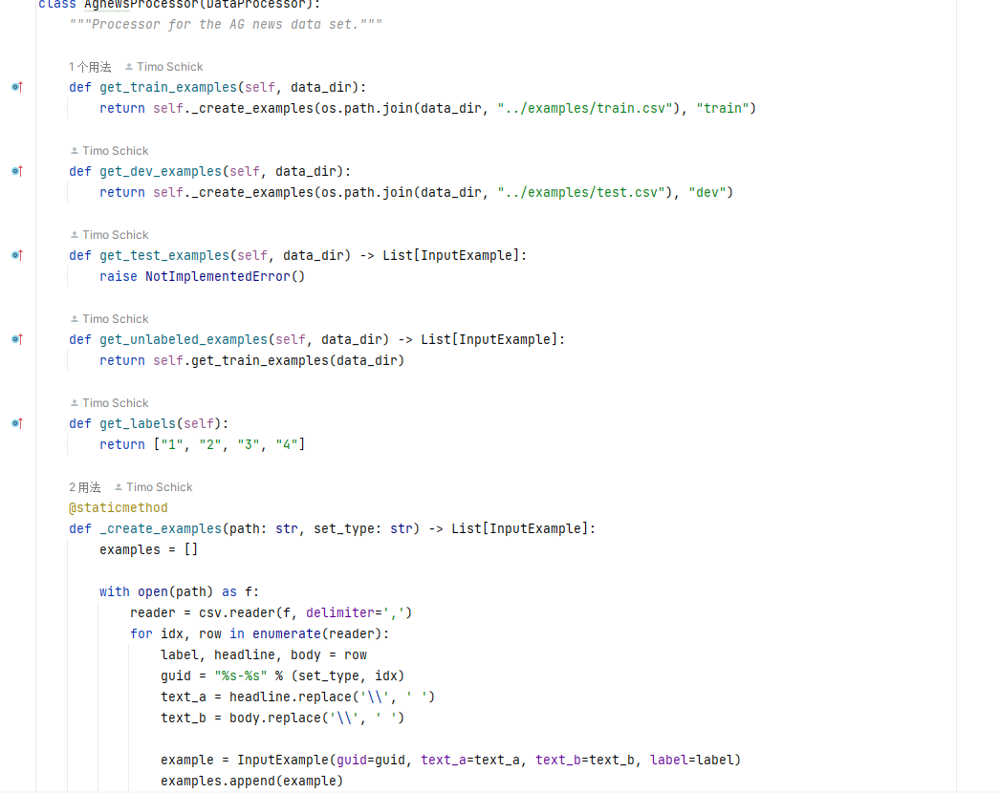 class AgnewsProcessor(DataProcessor):
    """Processor for the AG news data set."""
    1 个用法   Timo Schick
    def get_train_examples(self, data_dir):
        return self._create_examples(os.path.join(data_dir, "../examples/train.csv"), "train")
    Timo Schick
    def get_dev_examples(self, data_dir):
        return self._create_examples(os.path.join(data_dir, "../examples/test.csv"), "dev")
    Timo Schick
    def get_test_examples(self, data_dir) -> List[InputExample]:
        raise NotImplementedError()
    Timo Schick
    def get_unlabeled_examples(self, data_dir) -> List[InputExample]:
        return self.get_train_examples(data_dir)
    Timo Schick
    def get_labels(self):
        return ["1", "2", "3", "4"]
    2 用法   Timo Schick
    @staticmethod
    def _create_examples(path: str, set_type: str) -> List[InputExample]:
        examples = []
        with open(path) as f:
            reader = csv.reader(f, delimiter=',')
            for idx, row in enumerate(reader):
                label, headline, body = row
                guid = "%s-%s" % (set_type, idx)
                text_a = headline.replace('\\', ' ')
                text_b = body.replace('\\', ' ')
                example = InputExample(guid=guid, text_a=text_a, text_b=text_b, label=label)
                examples.append(example)